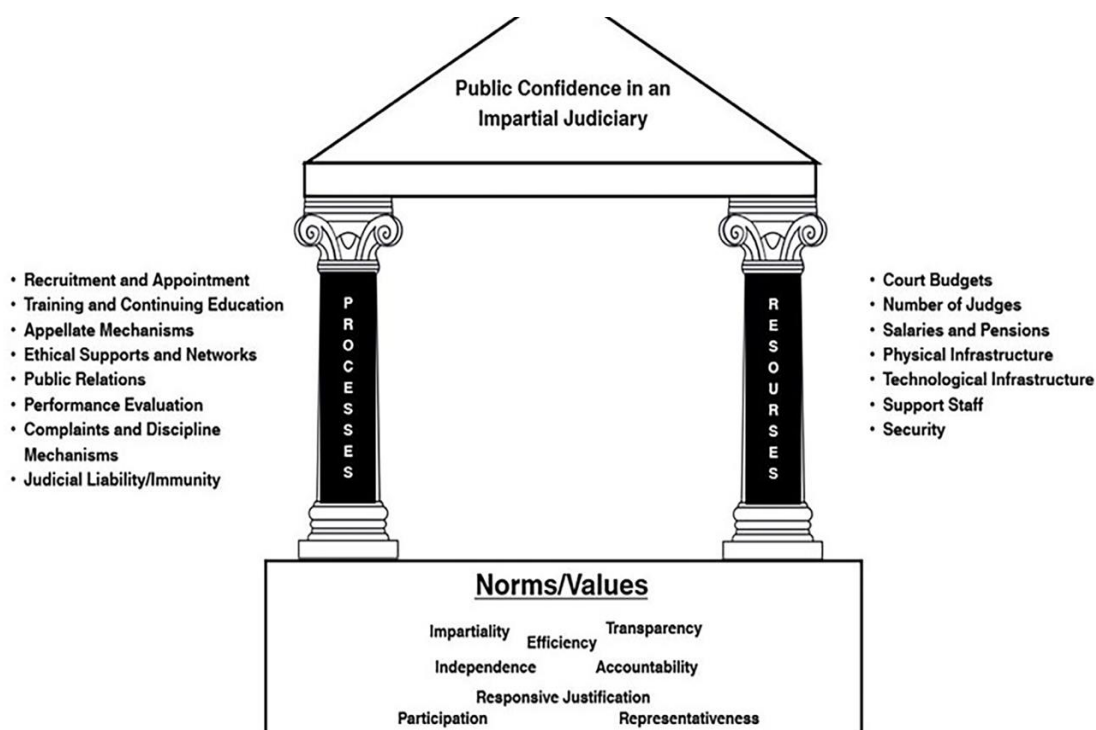 Public Confidence in an
Impartial Judiciary
• Recruitment and Appointment
• Training and Continuing Education
• Appellate Mechanisms
• Ethical Supports and Networks
• Public Relations
• Performance Evaluation
• Complaints and Discipline
Mechanisms
• Judicial Liability/Immunity
PROCESSES
RESOURSES
• Court Budgets
• Number of Judges
• Salaries and Pensions
• Physical Infrastructure
• Technological Infrastructure
• Support Staff
• Security
Norms/Values
Impartiality Efficiency Transparency
Independence Accountability
Responsive Justification
Participation Representativeness